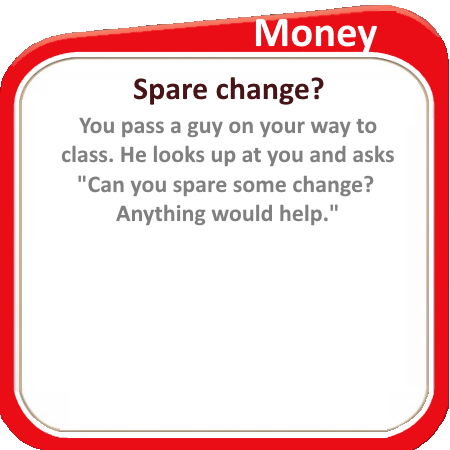 Money
Spare change?
You pass a guy on your way to
class. He looks up at you and asks
"Can you spare some change?
Anything would help."